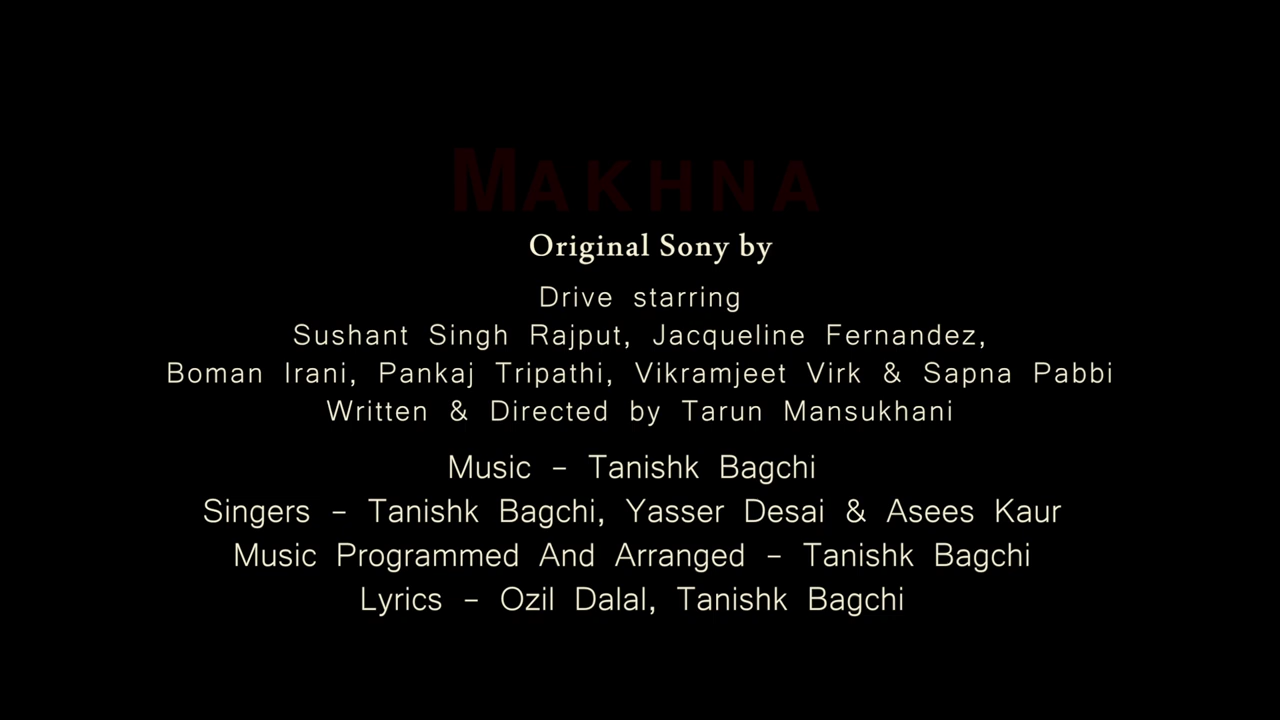 MAKHNA
Original Sony by
Drive starring
Sushant Singh Rajput, Jacqueline Fernandez,
Boman Irani, Pankaj Tripathi, Vikramjeet Virk & Sapna Pabbi
Written & Directed by Tarun Mansukhani
Music - Tanishk Bagchi
Singers - Tanishk Bagchi, Yasser Desai & Asees Kaur
Music Programmed And Arranged - Tanishk Bagchi
Lyrics - Ozil Dalal, Tanishk Bagchi